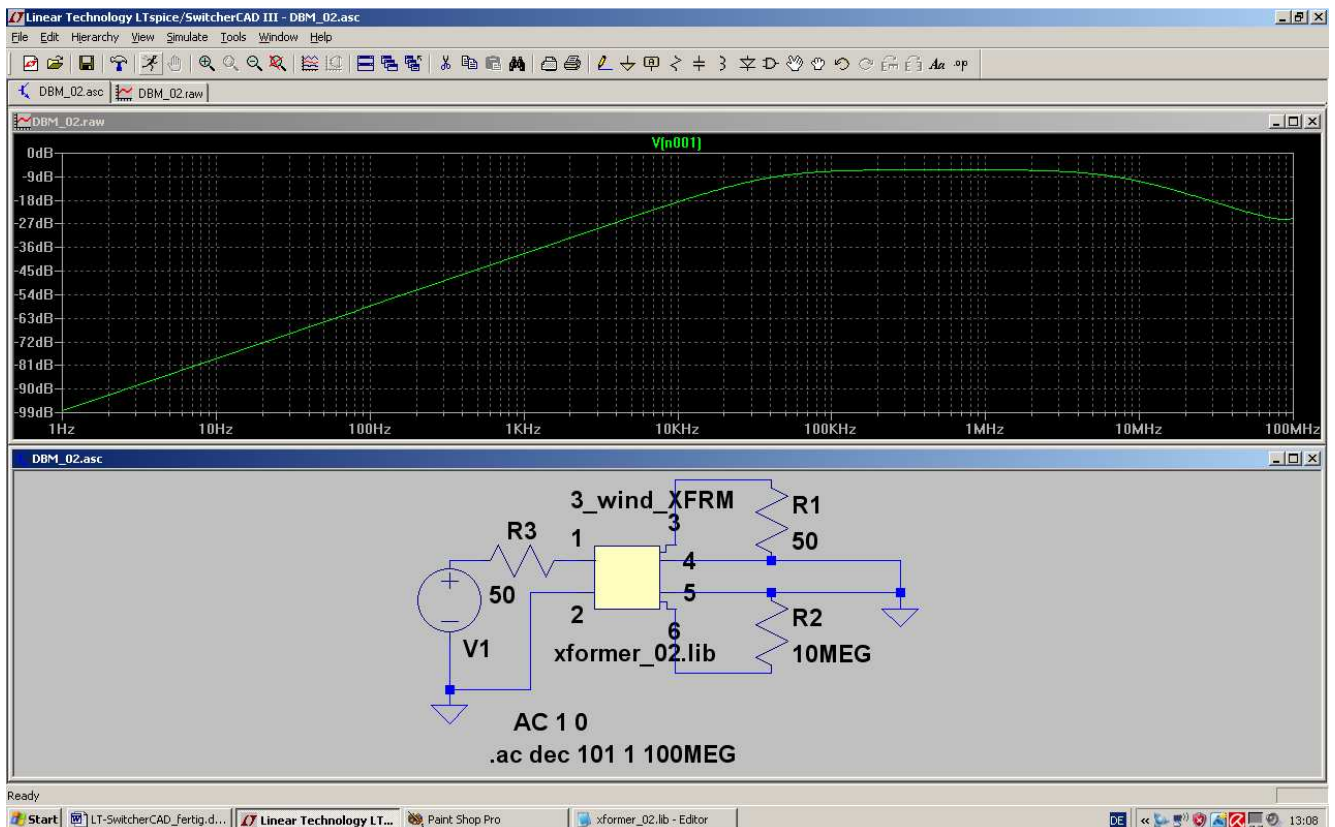 Linear Technology LTspice/SwitcherCAD III - DBM_02.asc
File Edit Hierarchy View Simulate Tools Window Help
Aa .op
DBM_02.asc DBM_02.raw
DBM_02.raw
V(n001)
0dB
-9dB
-18dB
-27dB
-36dB
-45dB
-54dB
-63dB
-72dB
-81dB
-90dB
-99dB
1Hz 10Hz 100Hz 1KHz 10KHz 100KHz 1MHz 10MHz 100MHz
DBM_02.asc
3_wind_XFRM
R3
1
3
R1
50
4
50
2
5
6
R2
10MEG
V1
xformer_02.lib
AC 1 0
.ac dec 101 1 100MEG
Ready
Start LT-SwitcherCAD_fertig.d... Linear Technology LT... Paint Shop Pro xformer_02.lib - Editor DE « 13:08